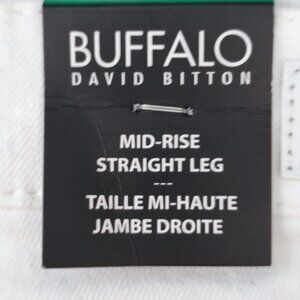 BUFFALO
DAVID BITTON
MID-RISE
STRAIGHT LEG
---
TAILLE MI-HAUTE
JAMBE DROITE